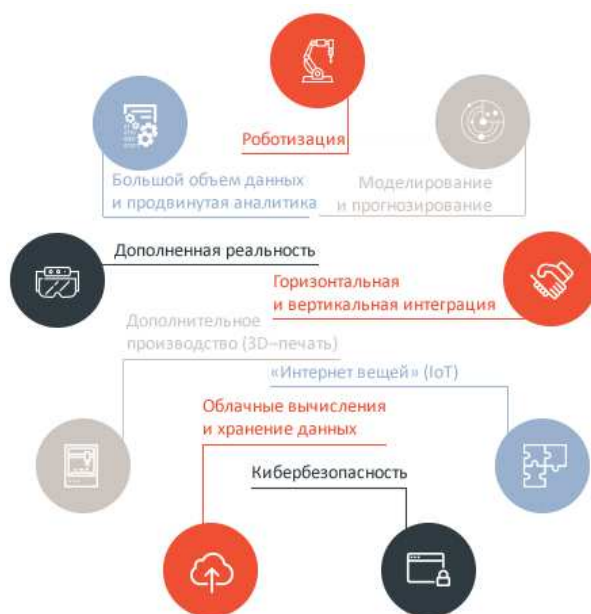 Роботизация
Большой объем данных
и продвинутая аналитика
Моделирование
и прогнозирование
Дополненная реальность
Горизонтальная
и вертикальная интеграция
Дополнительное
производство (3D–печать)
«Интернет вещей» (IoT)
Облачные вычисления
и хранение данных
Кибербезопасность